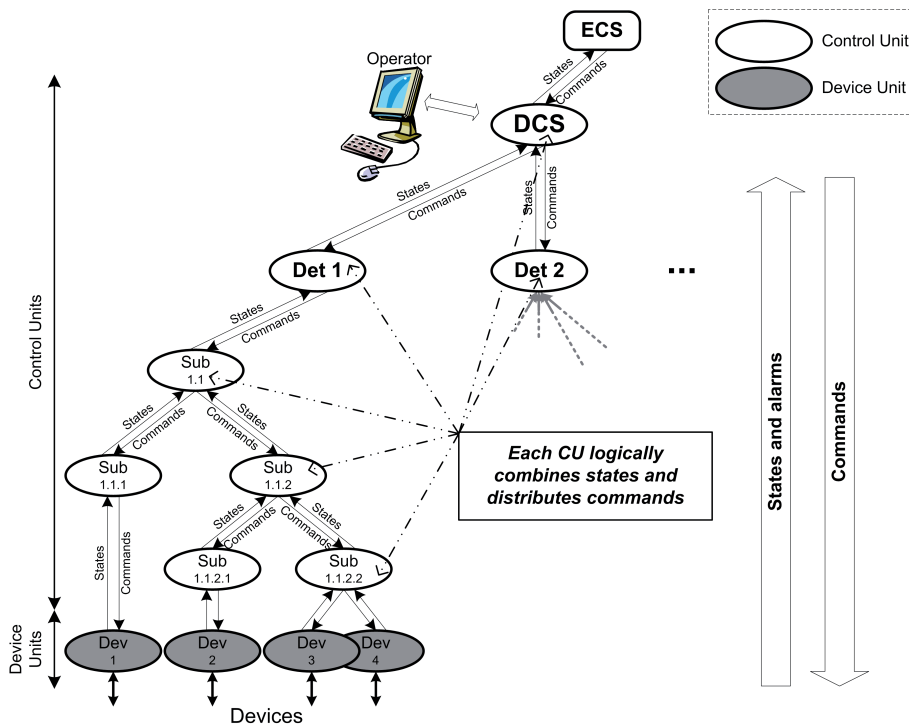 ECS
Control Unit
Device Unit
Operator
States
Commands
DCS
States
Commands
States
Commands
Det 1
Det 2
...
States
Commands
Sub
1.1
States
Commands
States
Commands
Each CU logically
combines states and
distributes commands
Sub
1.1.1
Sub
1.1.2
States
Commands
States
Commands
States
Commands
Sub
1.1.2.1
Sub
1.1.2.2
Dev
1
Dev
2
Dev
3
Dev
4
Devices
Control Units
Device
Units
States and alarms
Commands